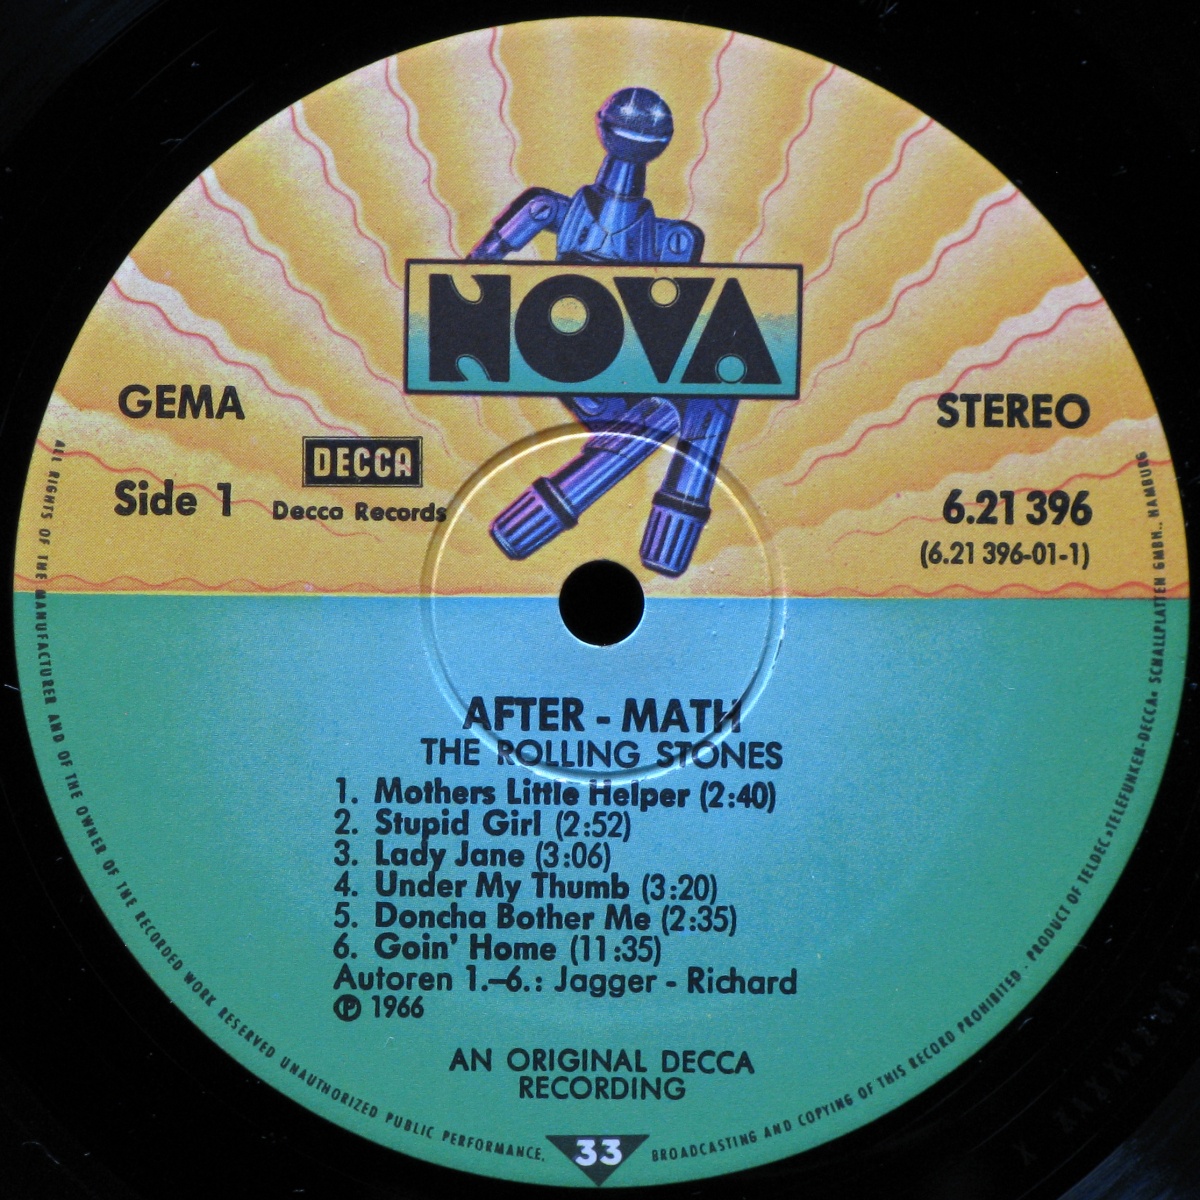 NOVA
GEMA
STEREO
DECCA
Side 1
Decca Records
6.21 396
(6.21 396-01-1)
AFTER - MATH
THE ROLLING STONES
1. Mothers Little Helper (2:40)
2. Stupid Girl (2:52)
3. Lady Jane (3:06)
4. Under My Thumb (3:20)
5. Doncha Bother Me (2:35)
6. Goin' Home (11:35)
Autoren 1.–6.: Jagger - Richard
℗ 1966
AN ORIGINAL DECCA
RECORDING
33
ALL RIGHTS OF THE MANUFACTURER AND OF THE OWNER OF THE RECORDED WORK RESERVED UNAUTHORIZED PUBLIC PERFORMANCE. BROADCASTING AND COPYING OF THIS RECORD PROHIBITED · PRODUCT OF TELDEC »TELEFUNKEN-DECCA« SCHALLPLATTEN GMBH., HAMBURG